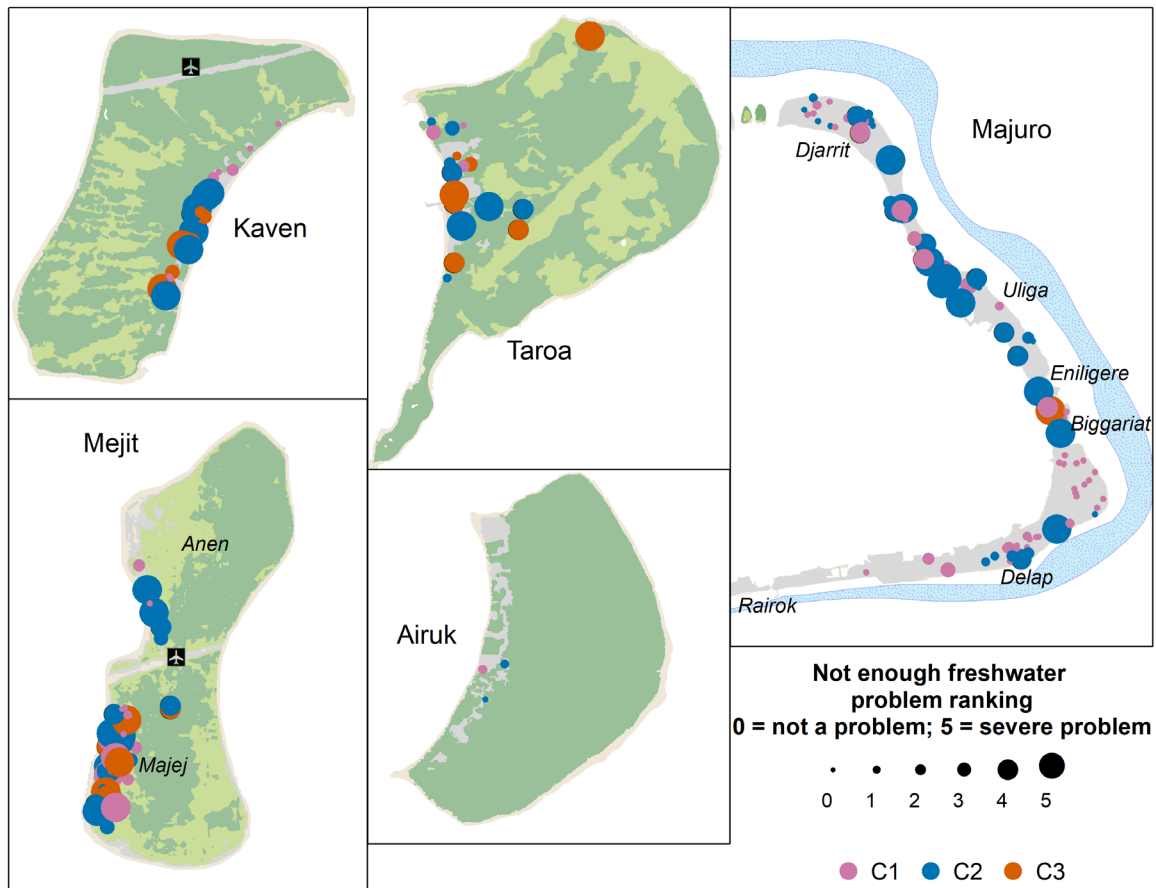 Kaven
Taroa
Majuro
Djarrit
Uliga
Eniligere
Biggariat
Delap
Rairok
Mejit
Anen
Majej
Airuk
Not enough freshwater
problem ranking
0 = not a problem; 5 = severe problem
0 1 2 3 4 5
C1 C2 C3